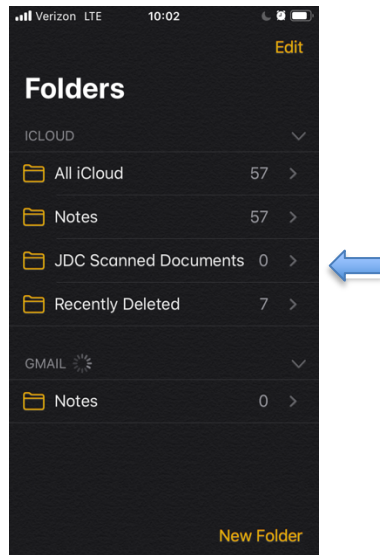 Verizon LTE 10:02
Edit
Folders
ICLOUD
All iCloud 57
Notes 57
JDC Scanned Documents 0
Recently Deleted 7
GMAIL
Notes 0
New Folder